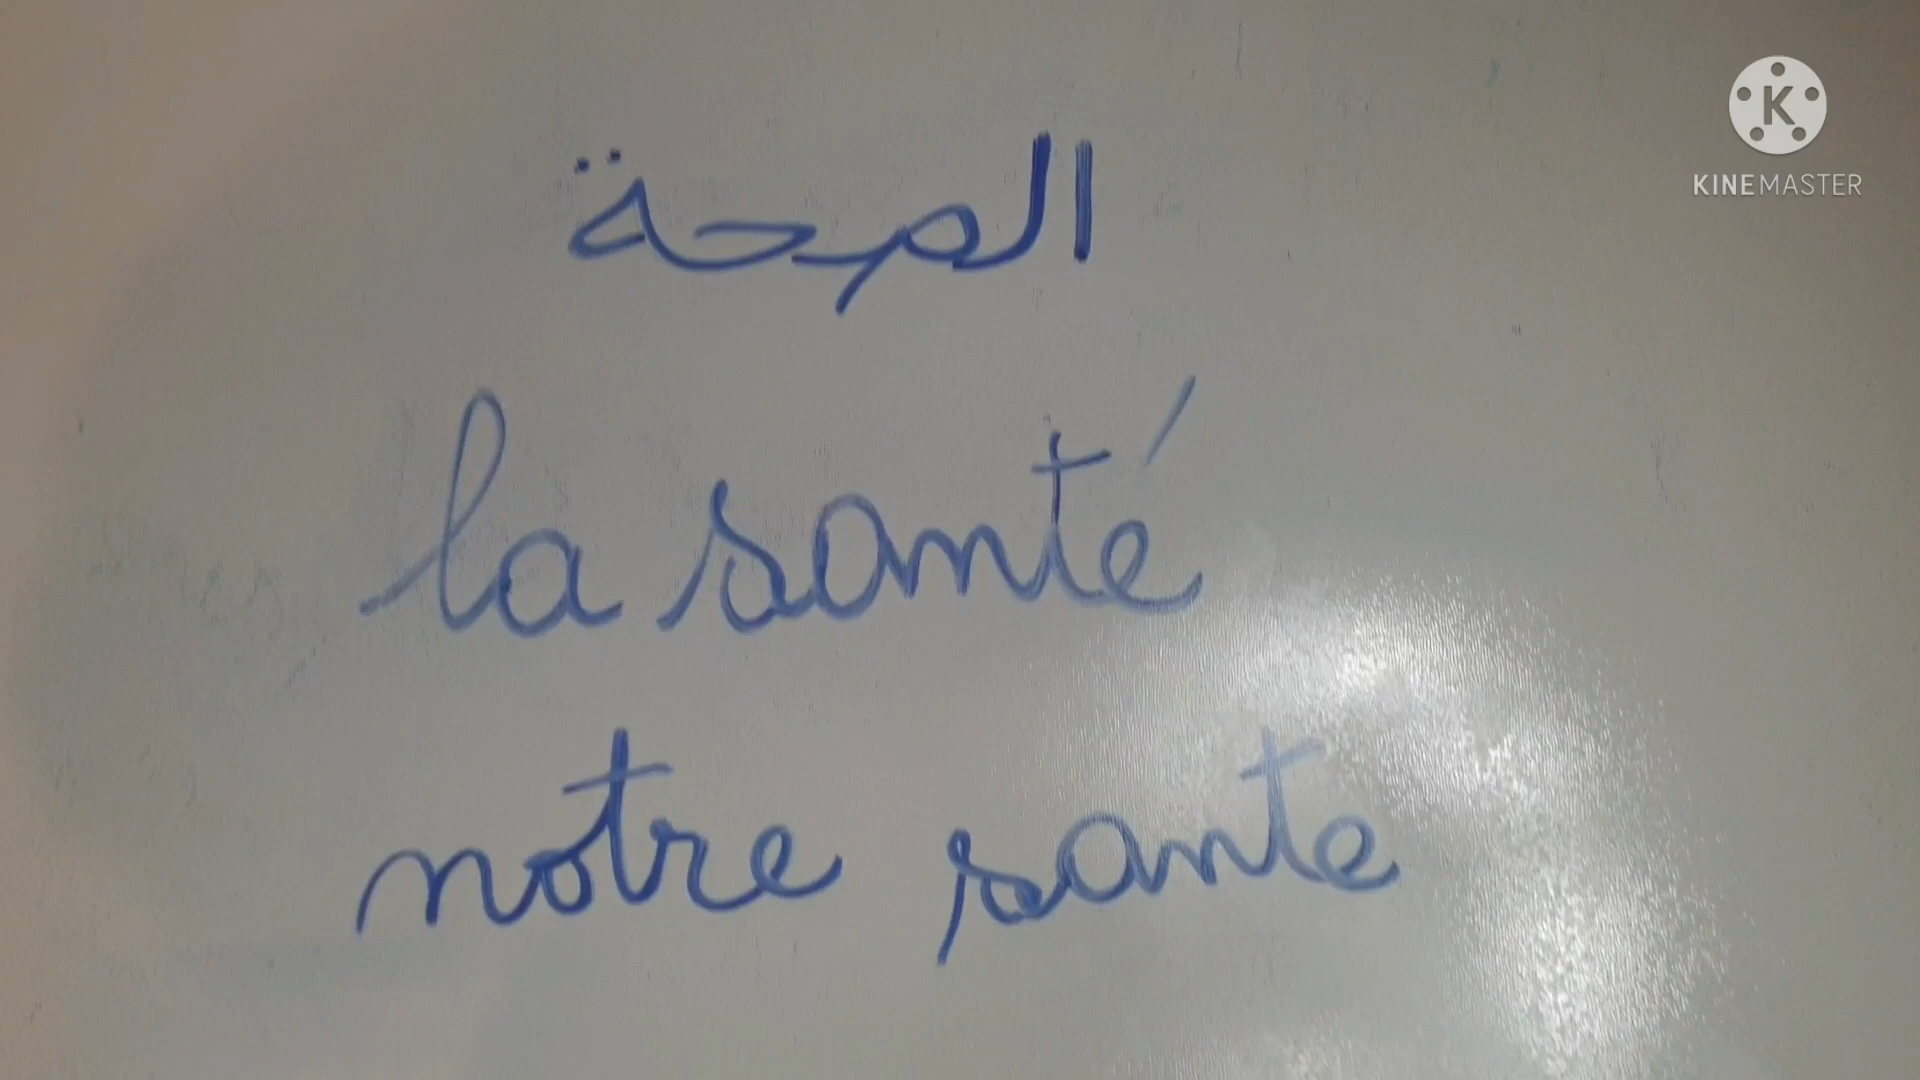 الصحة
la santé
notre sante
K
KINEMASTER